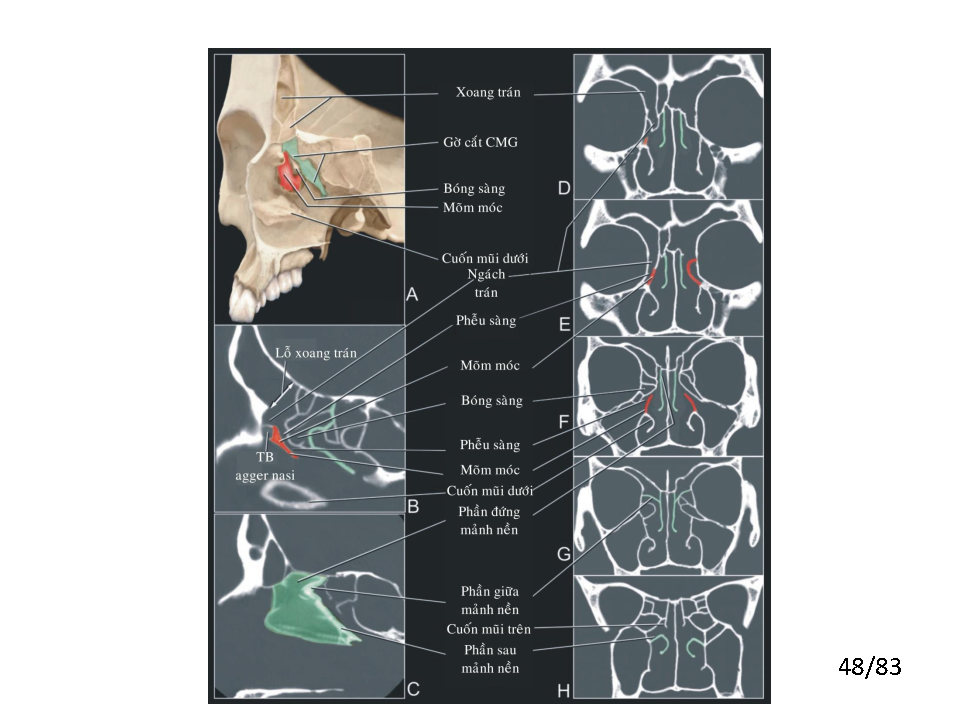 Xoang trán
Gờ cắt CMG
Bóng sàng
D
Mõm móc
Cuốn mũi dưới
Ngách
trán
A
Phễu sàng
E
Lỗ xoang trán
Mõm móc
Bóng sàng
F
Phễu sàng
TB
agger nasi
Mõm móc
Cuốn mũi dưới
B
Phần đứng
mảnh nền
G
Phần giữa
mảnh nền
Cuốn mũi trên
Phần sau
mảnh nền
C
H
48/83